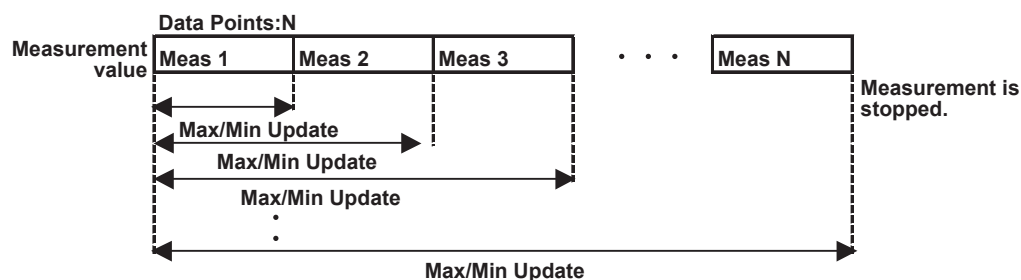 Data Points:N
Measurement
value
Meas 1
Meas 2
Meas 3
. . .
Meas N
Measurement is
stopped.
Max/Min Update
Max/Min Update
Max/Min Update
.
.
Max/Min Update